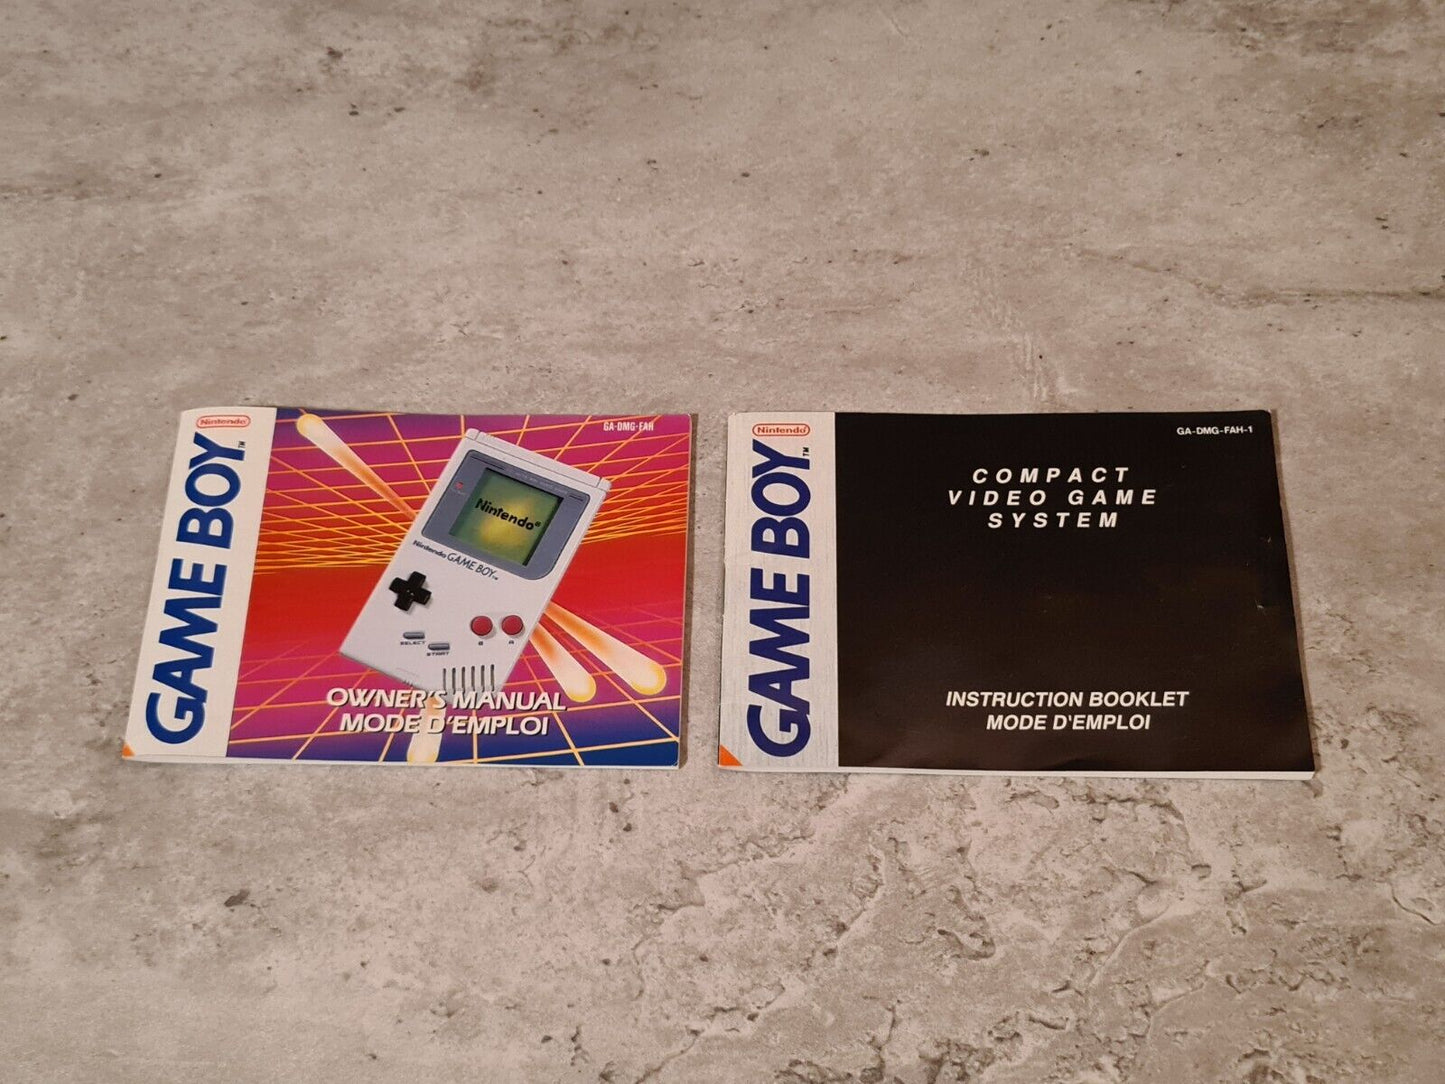 Nintendo
GAME BOY™
GA-DMG-FAH
Nintendo®
Nintendo GAME BOY™
SELECT
START
B
A
OWNER'S MANUAL
MODE D'EMPLOI
Nintendo
GAME BOY™
GA-DMG-FAH-1
COMPACT
VIDEO GAME
SYSTEM
INSTRUCTION BOOKLET
MODE D'EMPLOI